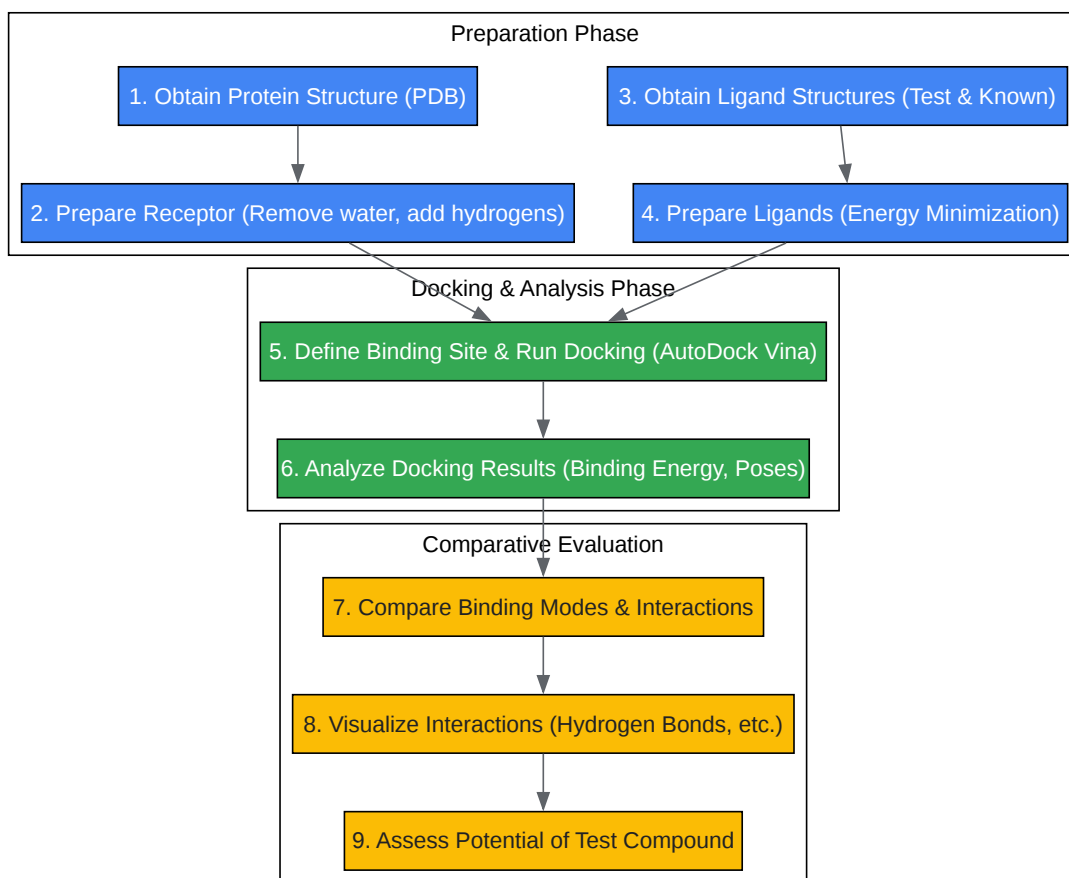 Preparation Phase
1. Obtain Protein Structure (PDB)
3. Obtain Ligand Structures (Test & Known)
2. Prepare Receptor (Remove water, add hydrogens)
4. Prepare Ligands (Energy Minimization)
Docking & Analysis Phase
5. Define Binding Site & Run Docking (AutoDock Vina)
6. Analyze Docking Results (Binding Energy, Poses)
Comparative Evaluation
7. Compare Binding Modes & Interactions
8. Visualize Interactions (Hydrogen Bonds, etc.)
9. Assess Potential of Test Compound